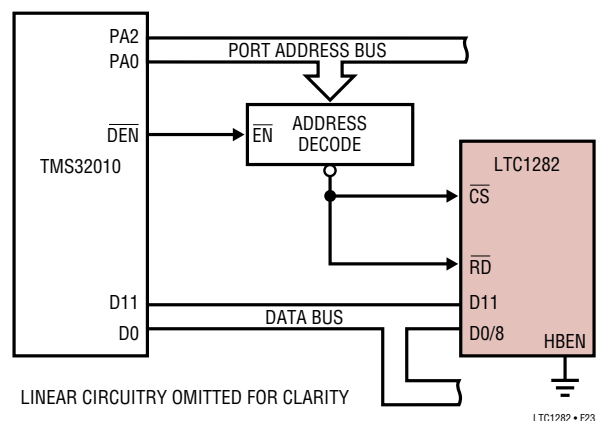 PA2
PA0
PORT ADDRESS BUS
DEN
EN
ADDRESS
DECODE
TMS32010
LTC1282
CS
RD
D11
D0
DATA BUS
D11
D0/8
HBEN
LINEAR CIRCUITRY OMITTED FOR CLARITY
LTC1282 • F23